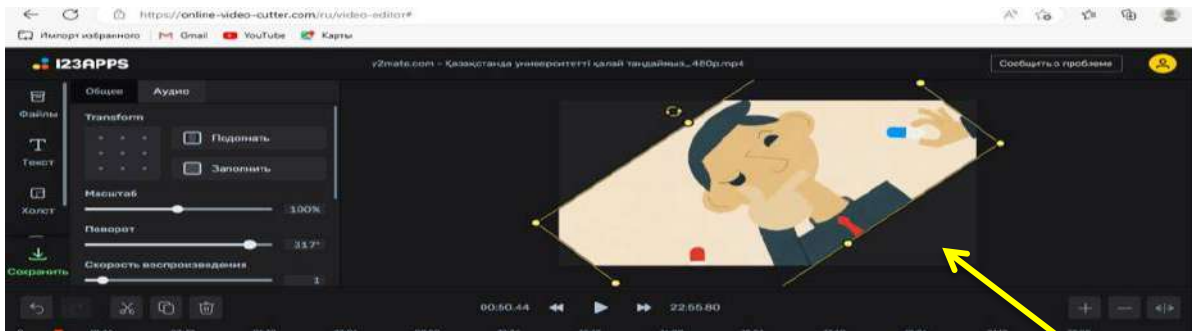 https://online-video-cutter.com/ru/video-editor#
Импорт избранного Gmail YouTube Карты
123APPS y2mate.com - Қазақстанда университетті қалай таңдаймыз_480p.mp4 Сообщить о проблеме
Файлы Общее Аудио
Transform
Подогнать
Текст
Заполнить
Масштаб
Холст
100%
Поворот
317°
Сохранить
Скорость воспроизведения
1
00:50.44 22:55.80